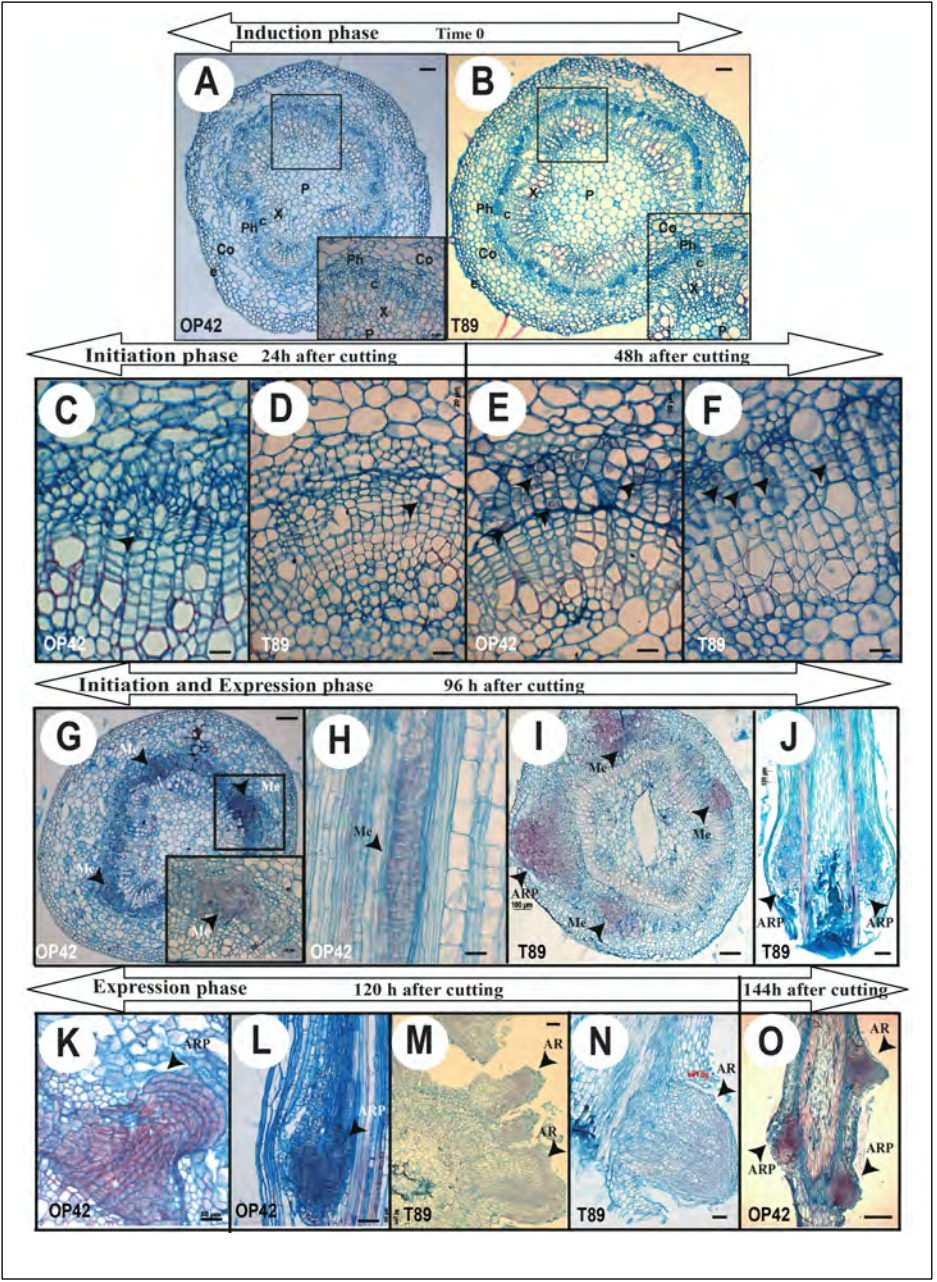 Induction phase Time 0
A B
P P
X X
Ph c Ph c
Co Co
e e
Ph Co c X P
Co Ph c X P
OP42 T89
Initiation phase 24h after cutting 48h after cutting
C D E F
OP42 T89 OP42 T89
Initiation and Expression phase 96 h after cutting
G H I J
Me Me Me Me
Me
OP42
Me
Me Me Me
ARP
100 µm
T89
ARP ARP
T89
Expression phase 120 h after cutting 144h after cutting
K L M N O
ARP ARP AR AR AR
AR ARP ARP
OP42 OP42 T89 T89 OP42